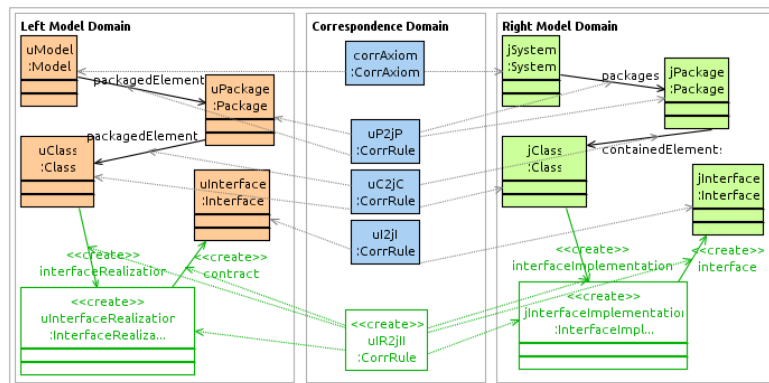 Left Model Domain
Correspondence Domain
Right Model Domain
uModel
:Model
packagedElement
uPackage
:Package
packagedElement
uClass
:Class
uInterface
:Interface
<<create>>
interfaceRealization
<<create>>
contract
<<create>>
uInterfaceRealization
:InterfaceRealiza...
corrAxiom
:CorrAxiom
uP2jP
:CorrRule
uC2jC
:CorrRule
uI2jI
:CorrRule
<<create>>
uIR2jII
:CorrRule
jSystem
:System
packages
jPackage
:Package
jClass
:Class
containedElements
jInterface
:Interface
<<create>>
interfaceImplementation
<<create>>
interface
<<create>>
jInterfaceImplementation
:InterfaceImpl...